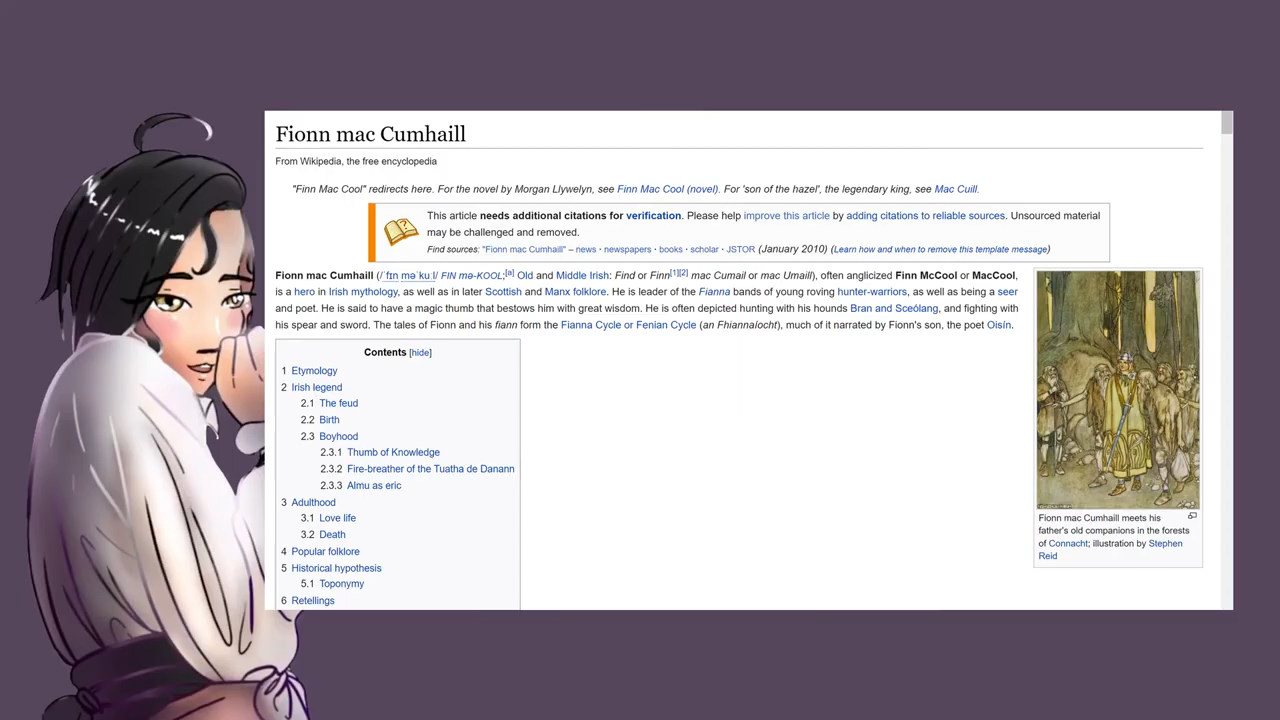 Fionn mac Cumhaill
From Wikipedia, the free encyclopedia
"Finn Mac Cool" redirects here. For the novel by Morgan Llywelyn, see Finn Mac Cool (novel). For 'son of the hazel', the legendary king, see Mac Cuill.
This article needs additional citations for verification. Please help improve this article by adding citations to reliable sources. Unsourced material
may be challenged and removed.
Find sources: "Fionn mac Cumhaill" – news · newspapers · books · scholar · JSTOR (January 2010) (Learn how and when to remove this template message)
Fionn mac Cumhaill (/ˈfɪn məˈkuːl/ FIN mə-KOOL;[a] Old and Middle Irish: Find or Finn[1][2] mac Cumail or mac Umaill), often anglicized Finn McCool or MacCool,
is a hero in Irish mythology, as well as in later Scottish and Manx folklore. He is leader of the Fianna bands of young roving hunter-warriors, as well as being a seer
and poet. He is said to have a magic thumb that bestows him with great wisdom. He is often depicted hunting with his hounds Bran and Sceólang, and fighting with
his spear and sword. The tales of Fionn and his fiann form the Fianna Cycle or Fenian Cycle (an Fhiannaíocht), much of it narrated by Fionn's son, the poet Oisín.
Contents [hide]
1 Etymology
2 Irish legend
2.1 The feud
2.2 Birth
2.3 Boyhood
2.3.1 Thumb of Knowledge
2.3.2 Fire-breather of the Tuatha de Danann
2.3.3 Almu as eric
3 Adulthood
3.1 Love life
3.2 Death
4 Popular folklore
5 Historical hypothesis
5.1 Toponymy
6 Retellings
Fionn mac Cumhaill meets his
father's old companions in the forests
of Connacht; illustration by Stephen
Reid